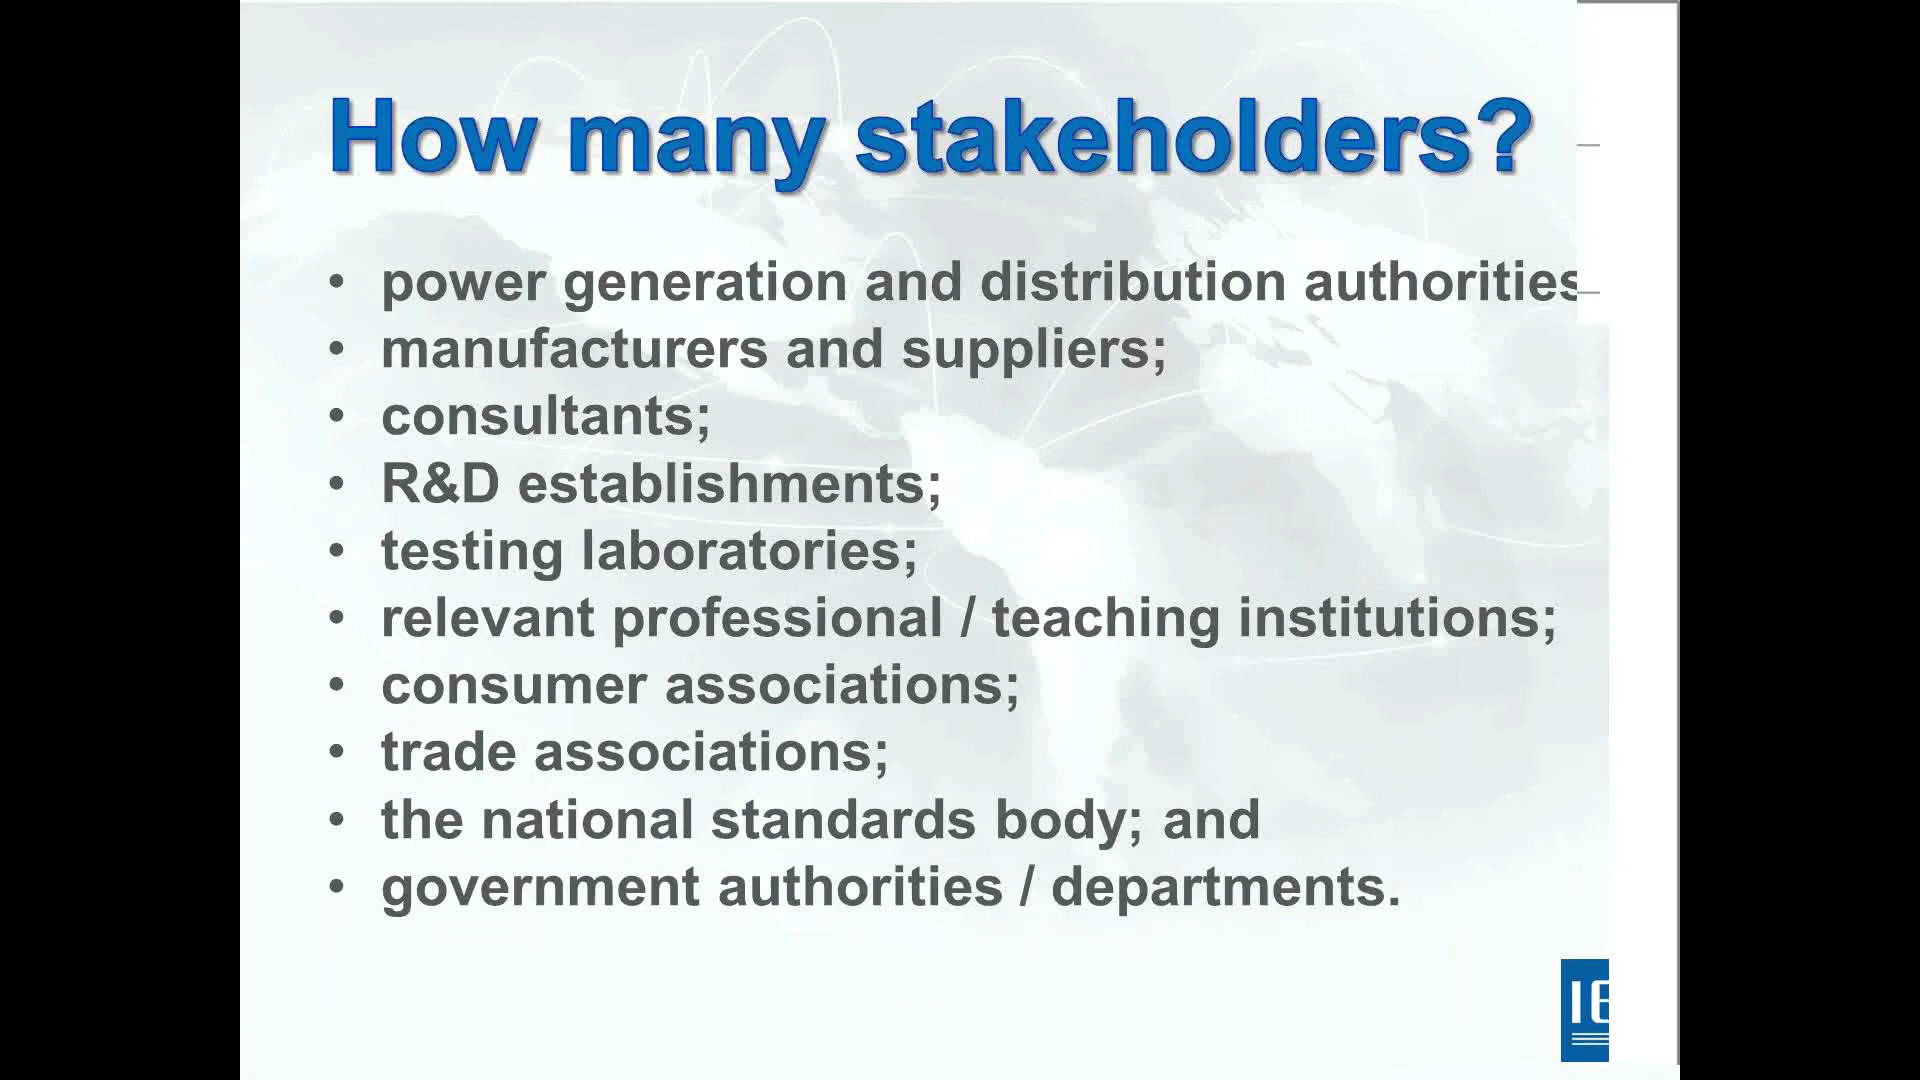 How many stakeholders?
• power generation and distribution authorities
• manufacturers and suppliers;
• consultants;
• R&D establishments;
• testing laboratories;
• relevant professional / teaching institutions;
• consumer associations;
• trade associations;
• the national standards body; and
• government authorities / departments.